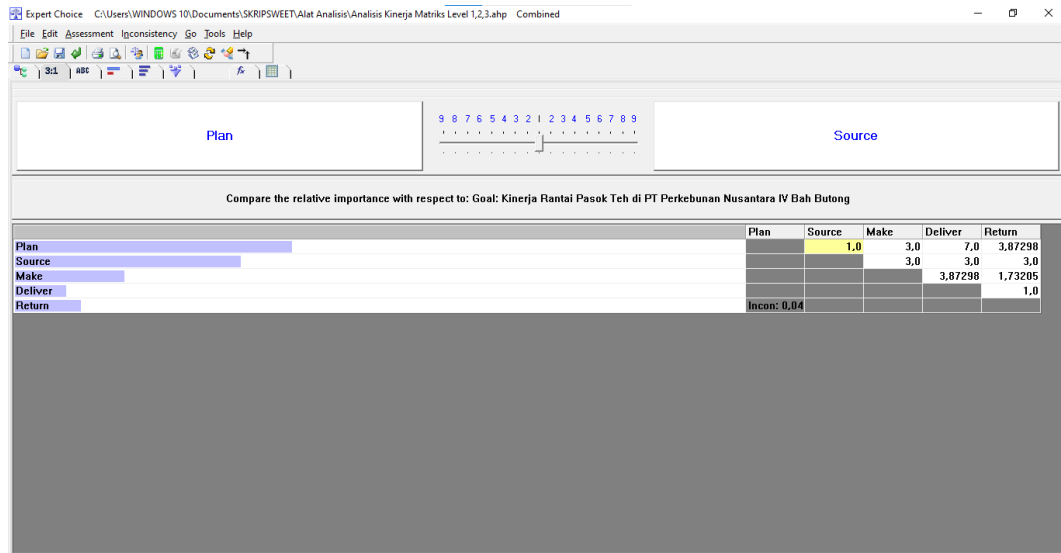 Expert Choice C:\Users\WINDOWS 10\Documents\SKRIPSWEET\Alat Analisis\Analisis Kinerja Matriks Level 1,2,3.ahp Combined
File Edit Assessment Inconsistency Go Tools Help
3:1 ABC fx
Plan
9 8 7 6 5 4 3 2 1 2 3 4 5 6 7 8 9
Source
Compare the relative importance with respect to: Goal: Kinerja Rantai Pasok Teh di PT Perkebunan Nusantara IV Bah Butong
Plan Source Make Deliver Return
Plan 1,0 3,0 7,0 3,87298
Source 3,0 3,0 3,0
Make 3,87298 1,73205
Deliver 1,0
Return Incon: 0,04